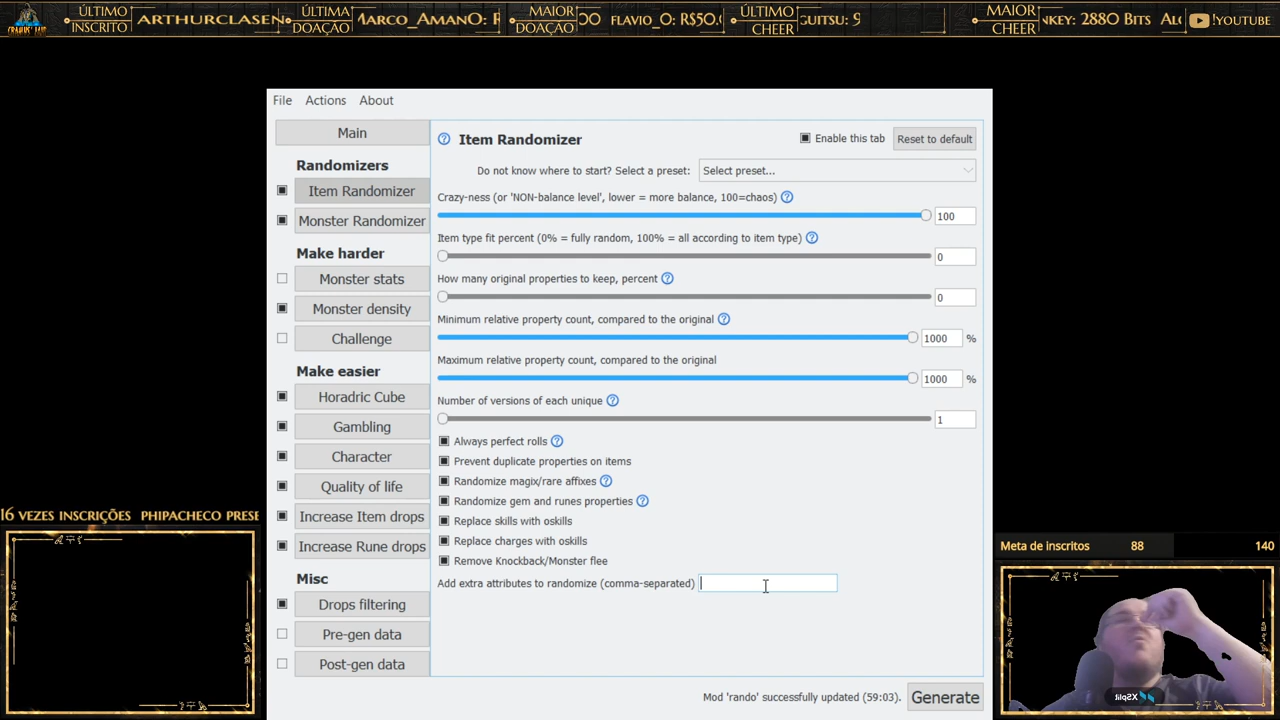 ÚLTIMO
INSCRITO
ARTHURCLASEN
ÚLTIMA
DOAÇÃO
MARCO_AMANO: R
MAIOR
DOAÇÃO
FLAVIO_O: R$50,
ÚLTIMO
CHEER
GUITSU: 9
MAIOR
CHEER
NKEY: 2880 BITS
!YOUTUBE
File Actions About
Main
Randomizers
Item Randomizer
Monster Randomizer
Make harder
Monster stats
Monster density
Challenge
Make easier
Horadric Cube
Gambling
Character
Quality of life
Increase Item drops
Increase Rune drops
Misc
Drops filtering
Pre-gen data
Post-gen data
Item Randomizer
Enable this tab
Reset to default
Do not know where to start? Select a preset: Select preset...
Crazy-ness (or 'NON-balance level', lower = more balance, 100=chaos)
100
Item type fit percent (0% = fully random, 100% = all according to item type)
0
How many original properties to keep, percent
0
Minimum relative property count, compared to the original
1000 %
Maximum relative property count, compared to the original
1000 %
Number of versions of each unique
1
Always perfect rolls
Prevent duplicate properties on items
Randomize magix/rare affixes
Randomize gem and runes properties
Replace skills with oskills
Replace charges with oskills
Remove Knockback/Monster flee
Add extra attributes to randomize (comma-separated)
Mod 'rando' successfully updated (59:03).
Generate
16 VEZES INSCRIÇÕES PHIPACHECO PRESE
Meta de inscritos 88 140
XSplit